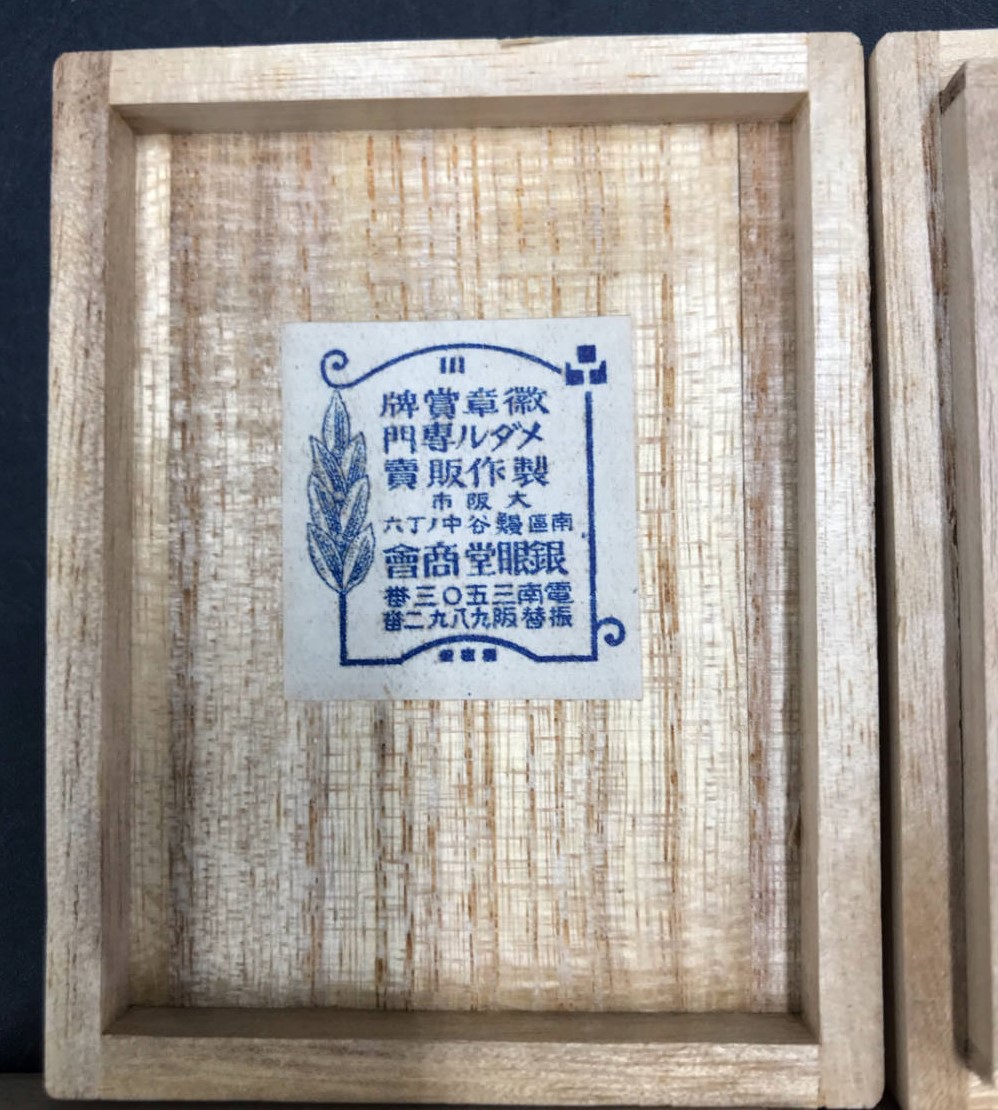 徽章賞牌
メダル專門
製作販賣
大阪市
南區鰻谷中ノ丁六
銀眼堂商會
電南三五〇三番
振替阪九八九二番